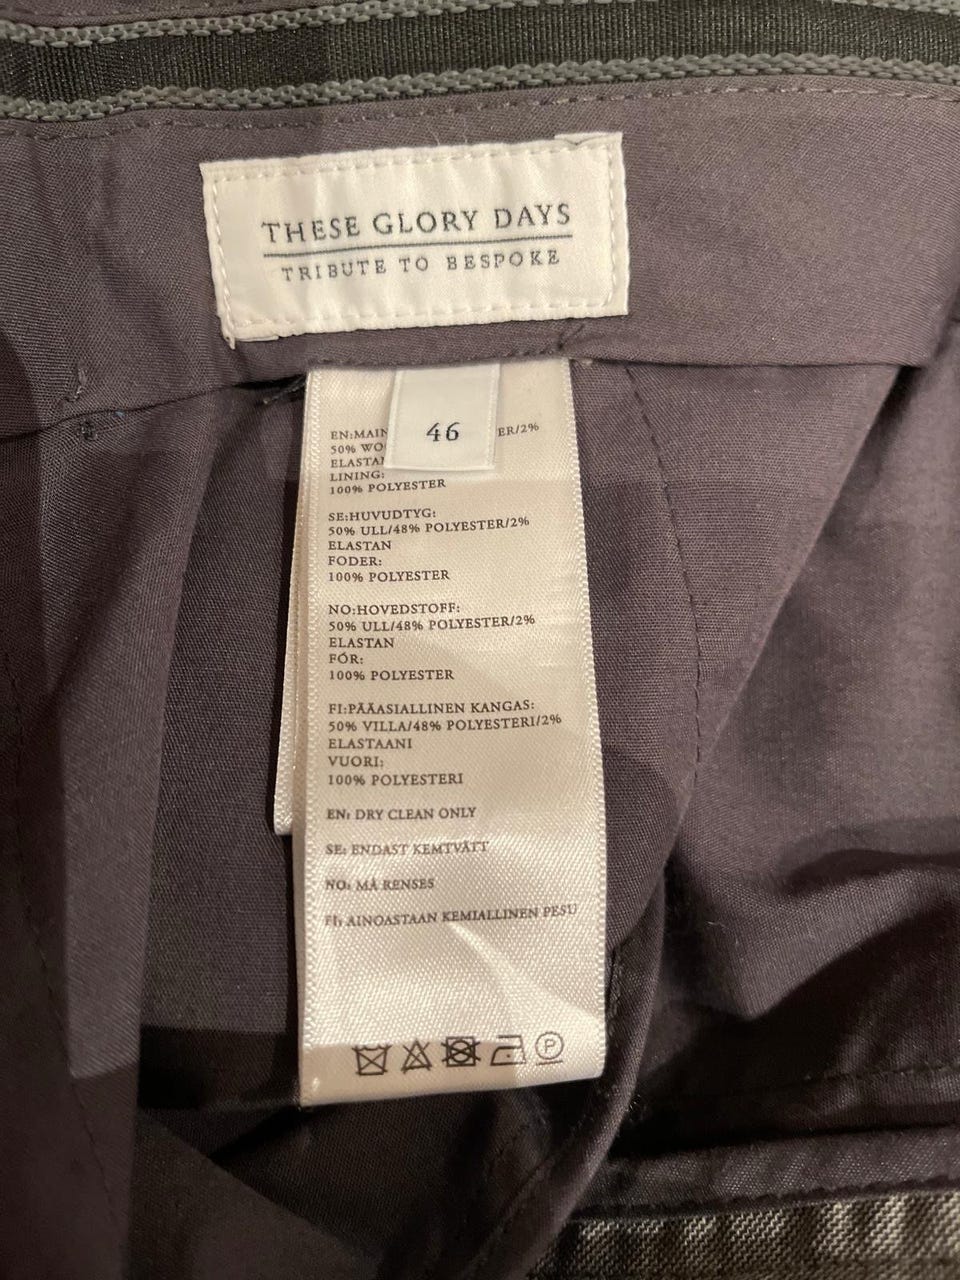 THESE GLORY DAYS
TRIBUTE TO BESPOKE
46
EN:MAIN
ER/2%
50% WO
ELASTA
LINING:
100% POLYESTER
SE:HUVUDTYG:
50% ULL/48% POLYESTER/2%
ELASTAN
FODER:
100% POLYESTER
NO:HOVEDSTOFF:
50% ULL/48% POLYESTER/2%
ELASTAN
FÓR:
100% POLYESTER
FI:PÄÄASIALLINEN KANGAS:
50% VILLA/48% POLYESTERI/2%
ELASTAANI
VUORI:
100% POLYESTERI
EN: DRY CLEAN ONLY
SE: ENDAST KEMTVÄTT
NO: MÅ RENSES
FI: AINOASTAAN KEMIALLINEN PESU
P